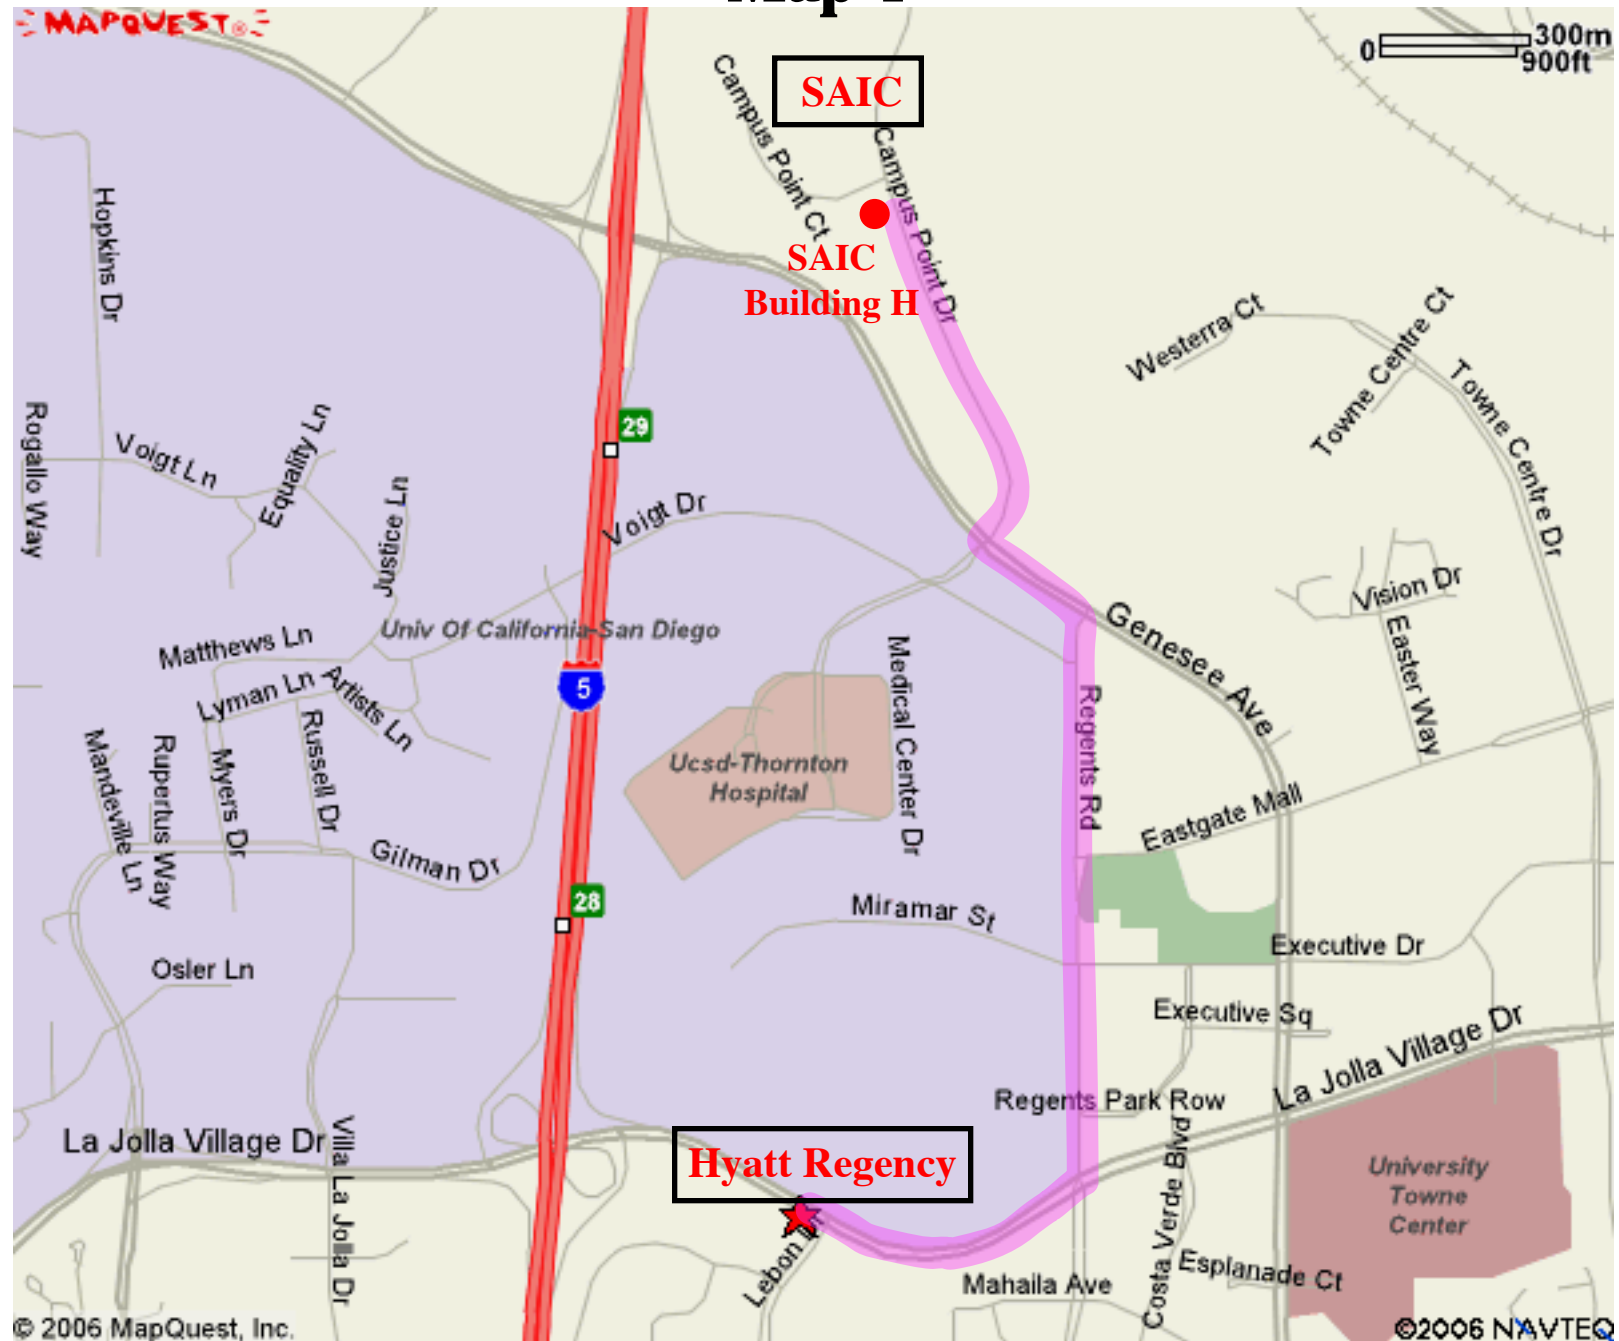 MAPQUEST®
300m
0
900ft
SAIC
Campus Point Ct
Campus Point Dr
SAIC
Building H
Hopkins Dr
Westerra Ct
Towne Centre Ct
Towne Centre Dr
Rogallo Way
Voigt Ln
Equality Ln
Justice Ln
29
Voigt Dr
Vision Dr
Easter Way
Genesee Ave
Univ Of California-San Diego
Matthews Ln
Lyman Ln
Artists Ln
5
Medical Center Dr
Regents Rd
Mandeville Ln
Rupertus Way
Myers Dr
Russell Dr
Ucsd-Thornton
Hospital
Eastgate Mall
Gilman Dr
28
Miramar St
Executive Dr
Osler Ln
Executive Sq
La Jolla Village Dr
Regents Park Row
La Jolla Village Dr
Villa La Jolla Dr
Hyatt Regency
Costa Verde Blvd
University
Towne
Center
Lebon Dr
Mahaila Ave
Esplanade Ct
© 2006 MapQuest, Inc.
©2006 NAVTEQ